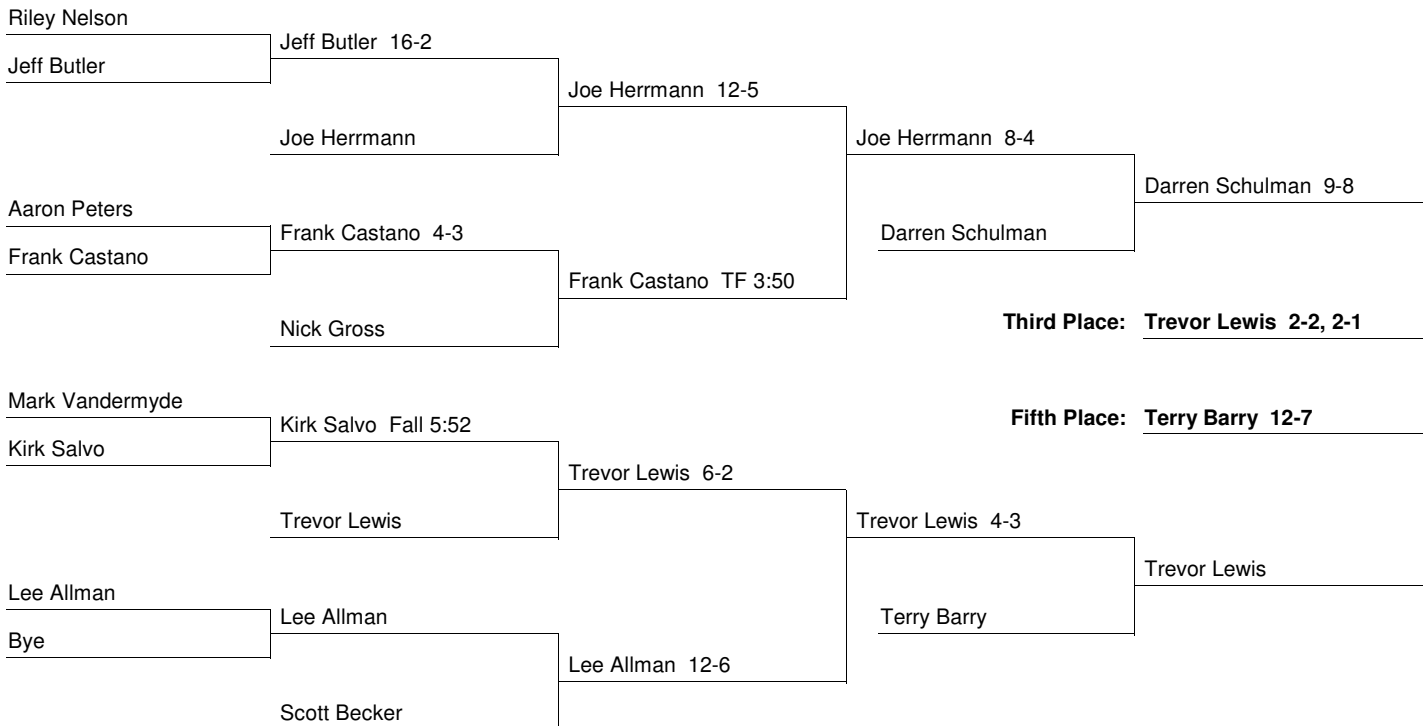 Riley Nelson
Jeff Butler 16-2
Jeff Butler
Joe Herrmann 12-5
Joe Herrmann
Joe Herrmann 8-4
Darren Schulman 9-8
Aaron Peters
Frank Castano 4-3
Darren Schulman
Frank Castano
Frank Castano TF 3:50
Nick Gross
Third Place: Trevor Lewis 2-2, 2-1
Mark Vandermyde
Kirk Salvo Fall 5:52
Fifth Place: Terry Barry 12-7
Kirk Salvo
Trevor Lewis 6-2
Trevor Lewis
Trevor Lewis 4-3
Trevor Lewis
Lee Allman
Lee Allman
Terry Barry
Bye
Lee Allman 12-6
Scott Becker